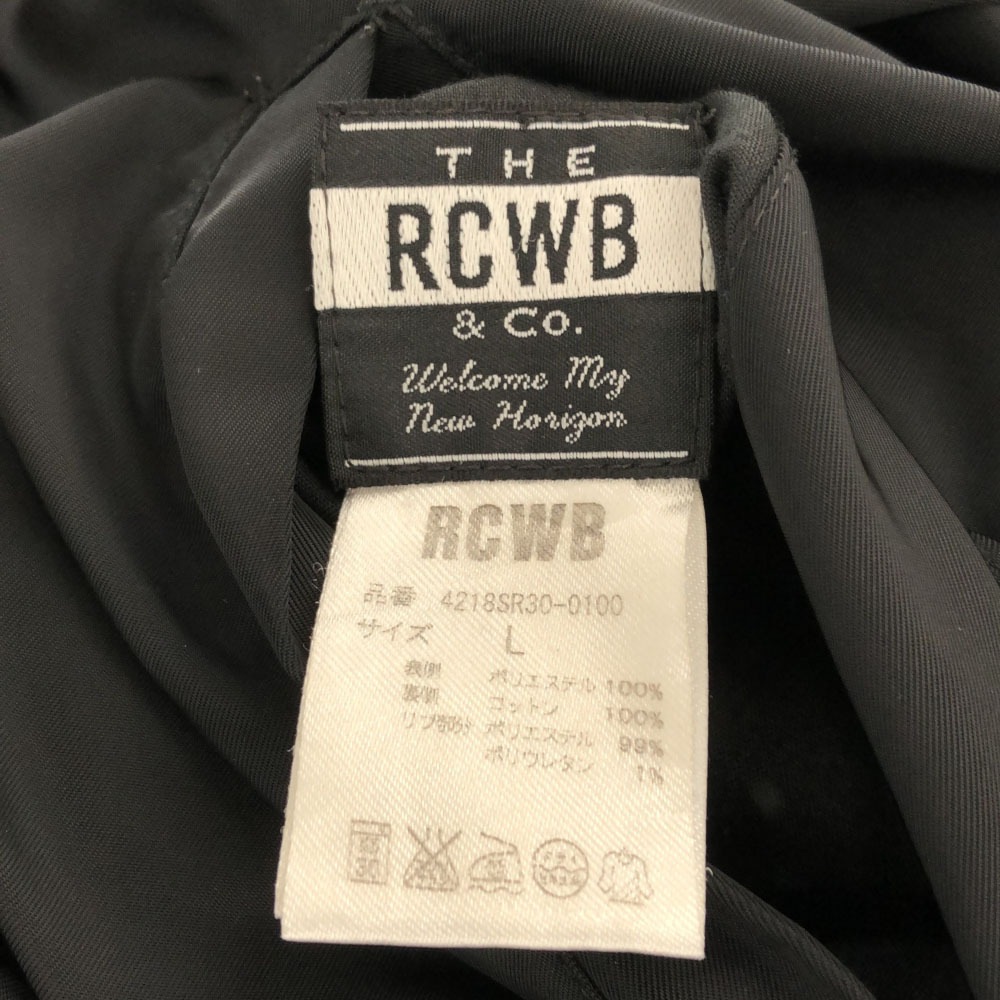 THE
RCWB
& Co.
Welcome My
New Horizon
RCWB
品番 4218SR30-0100
サイズ L
表側 ポリエステル 100%
裏側 コットン 100%
リブ部分 ポリエステル 99%
ポリウレタン 1%